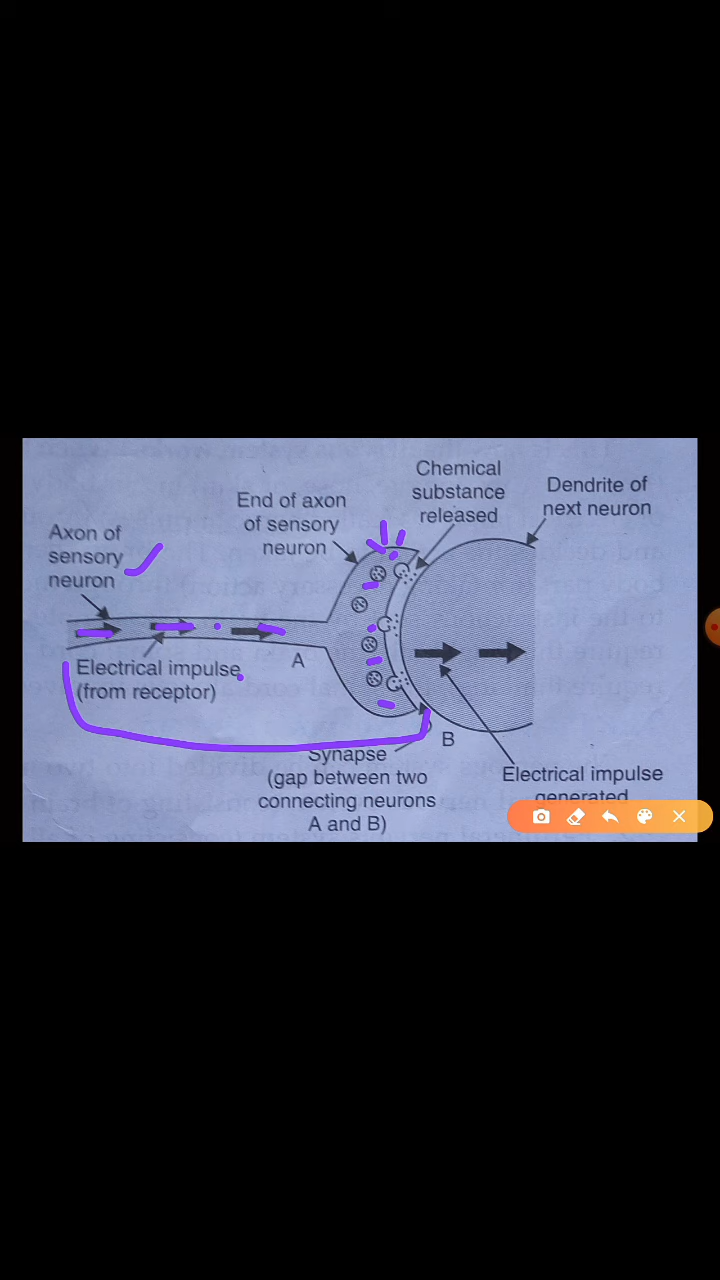 Chemical
substance
released
Dendrite of
next neuron
End of axon
of sensory
neuron
Axon of
sensory
neuron
A
Electrical impulse
(from receptor)
B
Synapse
(gap between two
connecting neurons
A and B)
Electrical impulse
generated